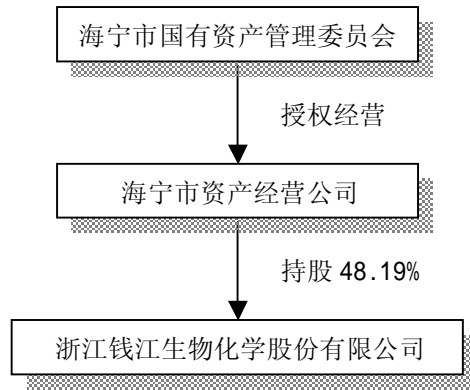 海宁市国有资产管理委员会
授权经营
海宁市资产经营公司
持股 48.19%
浙江钱江生物化学股份有限公司